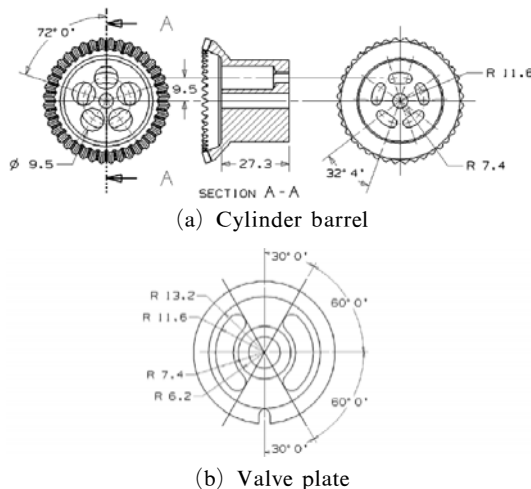 A
72°0'
9.5
Ø 9.5
A
27.3
SECTION A-A
R 11.6
R 7.4
32°4'
(a) Cylinder barrel
30°0'
R 13.2
R 11.6
60°0'
R 7.4
R 6.2
60°0'
30°0'
(b) Valve plate